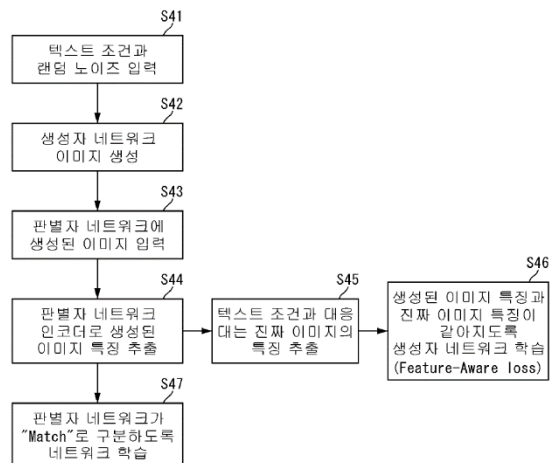 S41
텍스트 조건과
랜덤 노이즈 입력
S42
생성자 네트워크
이미지 생성
S43
판별자 네트워크에
생성된 이미지 입력
S44
판별자 네트워크
인코더로 생성된
이미지 특징 추출
S45
텍스트 조건과 대응
대는 진짜 이미지의
특징 추출
S46
생성된 이미지 특징과
진짜 이미지 특징이
같아지도록
생성자 네트워크 학습
(Feature-Aware loss)
S47
판별자 네트워크가
"Match"로 구분하도록
네트워크 학습